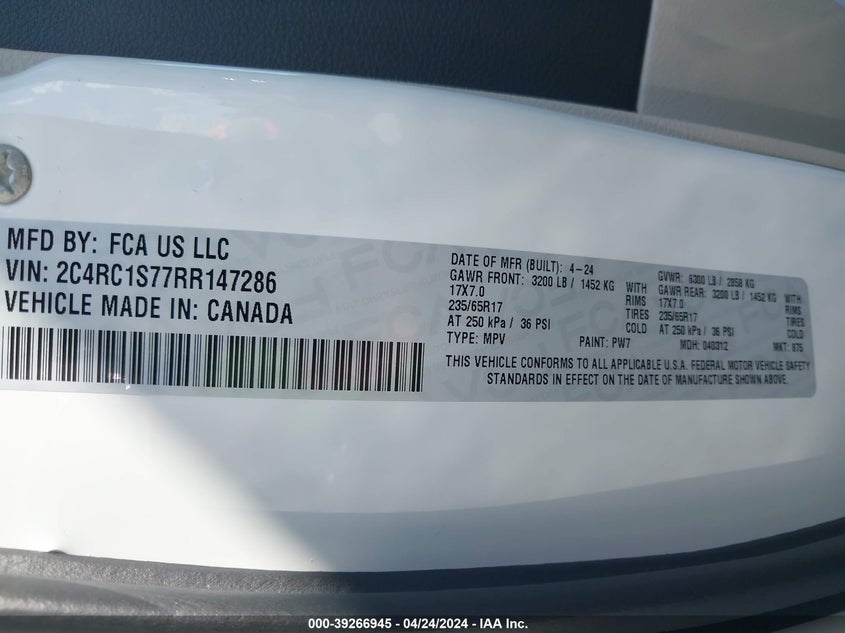 MFD BY: FCA US LLC
VIN: 2C4RC1S77RR147286
VEHICLE MADE IN: CANADA
DATE OF MFR (BUILT): 4-24 GVWR: 6300 LB / 2858 KG
GAWR FRONT: 3200 LB / 1452 KG WITH GAWR REAR: 3200 LB / 1452 KG WITH
17X7.0 RIMS 17X7.0 RIMS
235/65R17 TIRES 235/65R17 TIRES
AT 250 kPa / 36 PSI COLD AT 250 kPa / 36 PSI COLD
TYPE: MPV PAINT: PW7 MDH: 040312 MKT: 875
THIS VEHICLE CONFORMS TO ALL APPLICABLE U.S.A. FEDERAL MOTOR VEHICLE SAFETY
STANDARDS IN EFFECT ON THE DATE OF MANUFACTURE SHOWN ABOVE.
000-39266945 - 04/24/2024 - IAA Inc.